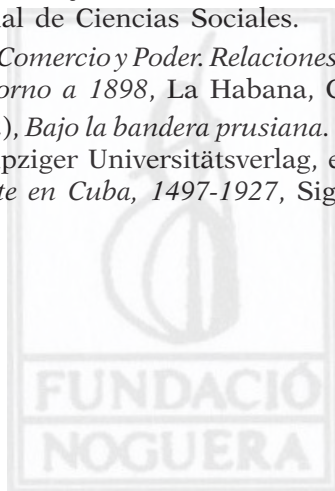 al de Ciencias Sociales.
Comercio y Poder. Relaciones
orno a 1898, La Habana, C
.), Bajo la bandera prusiana.
pziger Universitätsverlag, e
te en Cuba, 1497-1927, Sig
FUNDACIÓ
NOGUERA